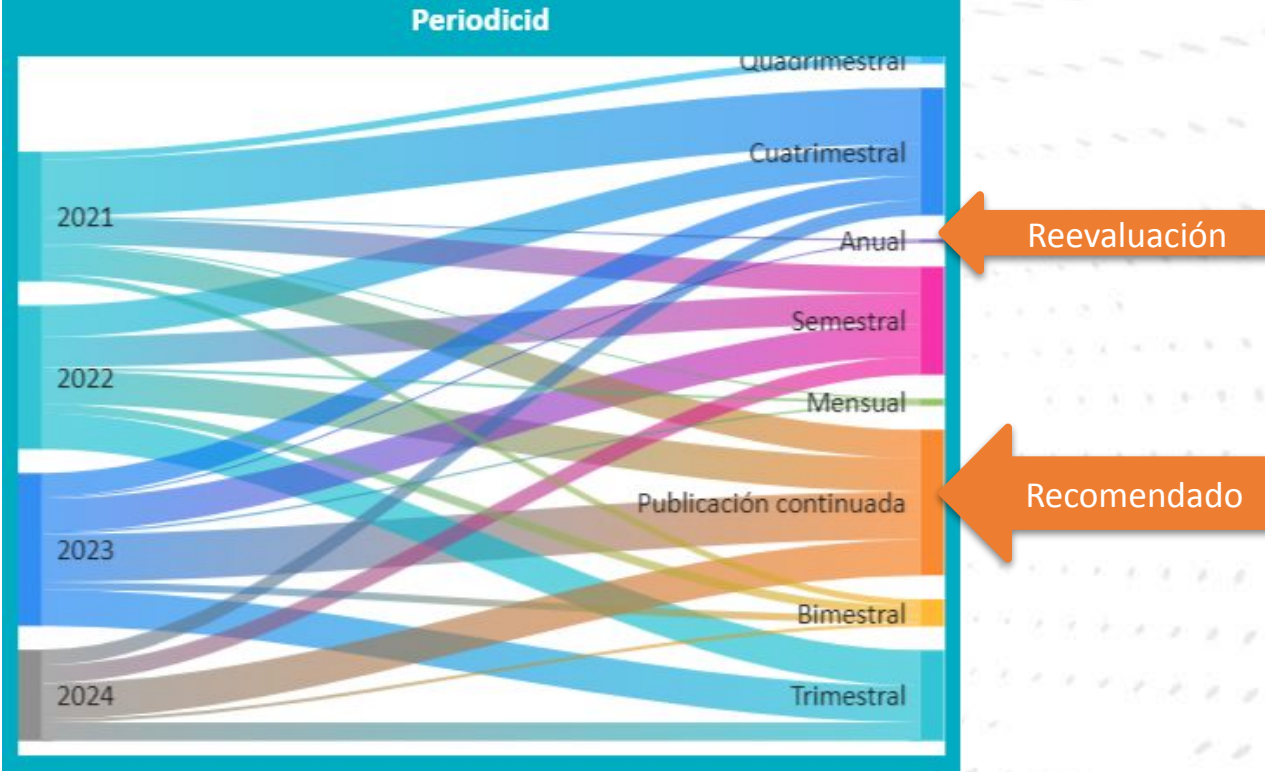 Periodicid
Quadrimestral
Cuatrimestral
2021
Anual
Reevaluación
Semestral
2022
Mensual
Publicación continuada
Recomendado
2023
Bimestral
2024
Trimestral